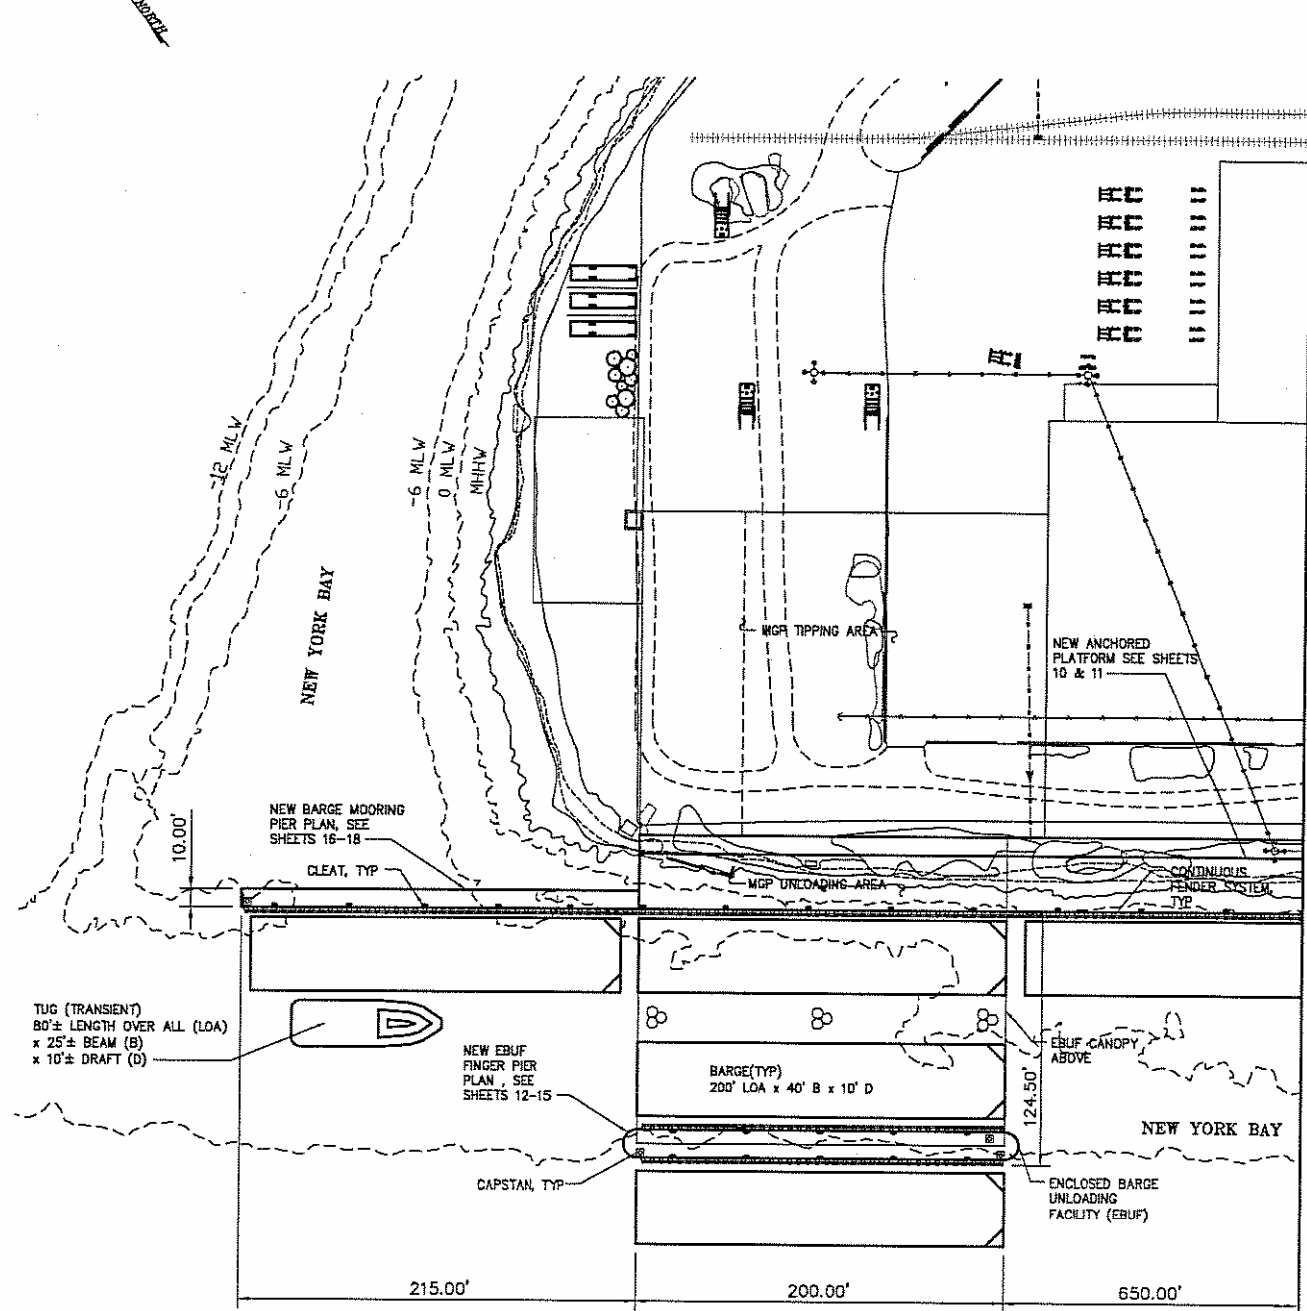 NORTH
-12 MLW
-6 MLW
-6 MLW
0 MLW
MHHW
NEW YORK BAY
MGP TIPPING AREA
NEW ANCHORED
PLATFORM SEE SHEETS
10 & 11
10.00'
NEW BARGE MOORING
PIER PLAN, SEE
SHEETS 16-18
CLEAT, TYP
MGP UNLOADING AREA
CONTINUOUS
FENDER SYSTEM,
TYP
TUG (TRANSIENT)
80'± LENGTH OVER ALL (LOA)
x 25'± BEAM (B)
x 10'± DRAFT (D)
NEW EBUF
FINGER PIER
PLAN , SEE
SHEETS 12-15
BARGE(TYP)
200' LOA x 40' B x 10' D
EBUF CANOPY
ABOVE
124.50'
NEW YORK BAY
CAPSTAN, TYP
ENCLOSED BARGE
UNLOADING
FACILITY (EBUF)
215.00'
200.00'
650.00'